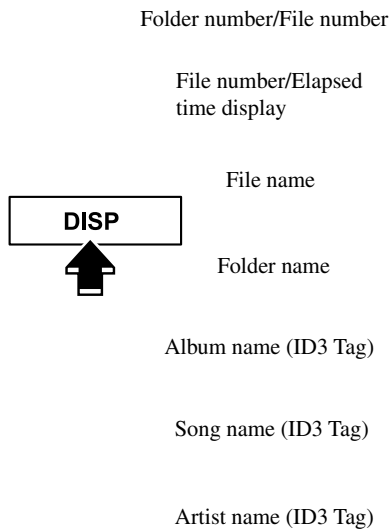 Folder number/File number
File number/Elapsed
time display
File name
DISP
Folder name
Album name (ID3 Tag)
Song name (ID3 Tag)
Artist name (ID3 Tag)